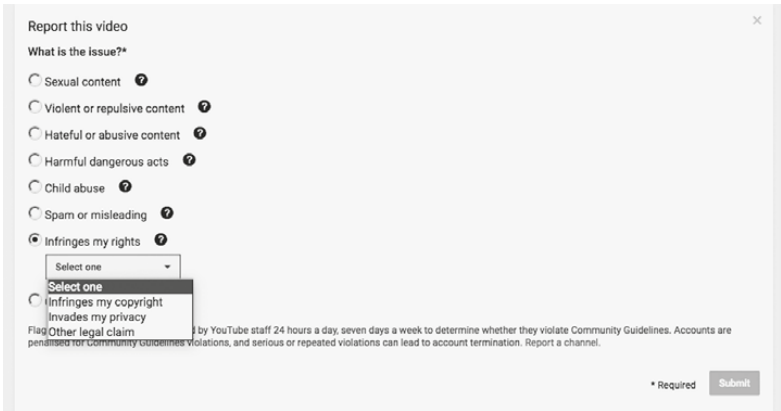 Report this video
What is the issue?*
Sexual content ?
Violent or repulsive content ?
Hateful or abusive content ?
Harmful dangerous acts ?
Child abuse ?
Spam or misleading ?
Infringes my rights ?
Select one
Select one
Infringes my copyright
Invades my privacy
Other legal claim
Flag by YouTube staff 24 hours a day, seven days a week to determine whether they violate Community Guidelines. Accounts are
penalised for Community Guidelines violations, and serious or repeated violations can lead to account termination. Report a channel.
* Required Submit